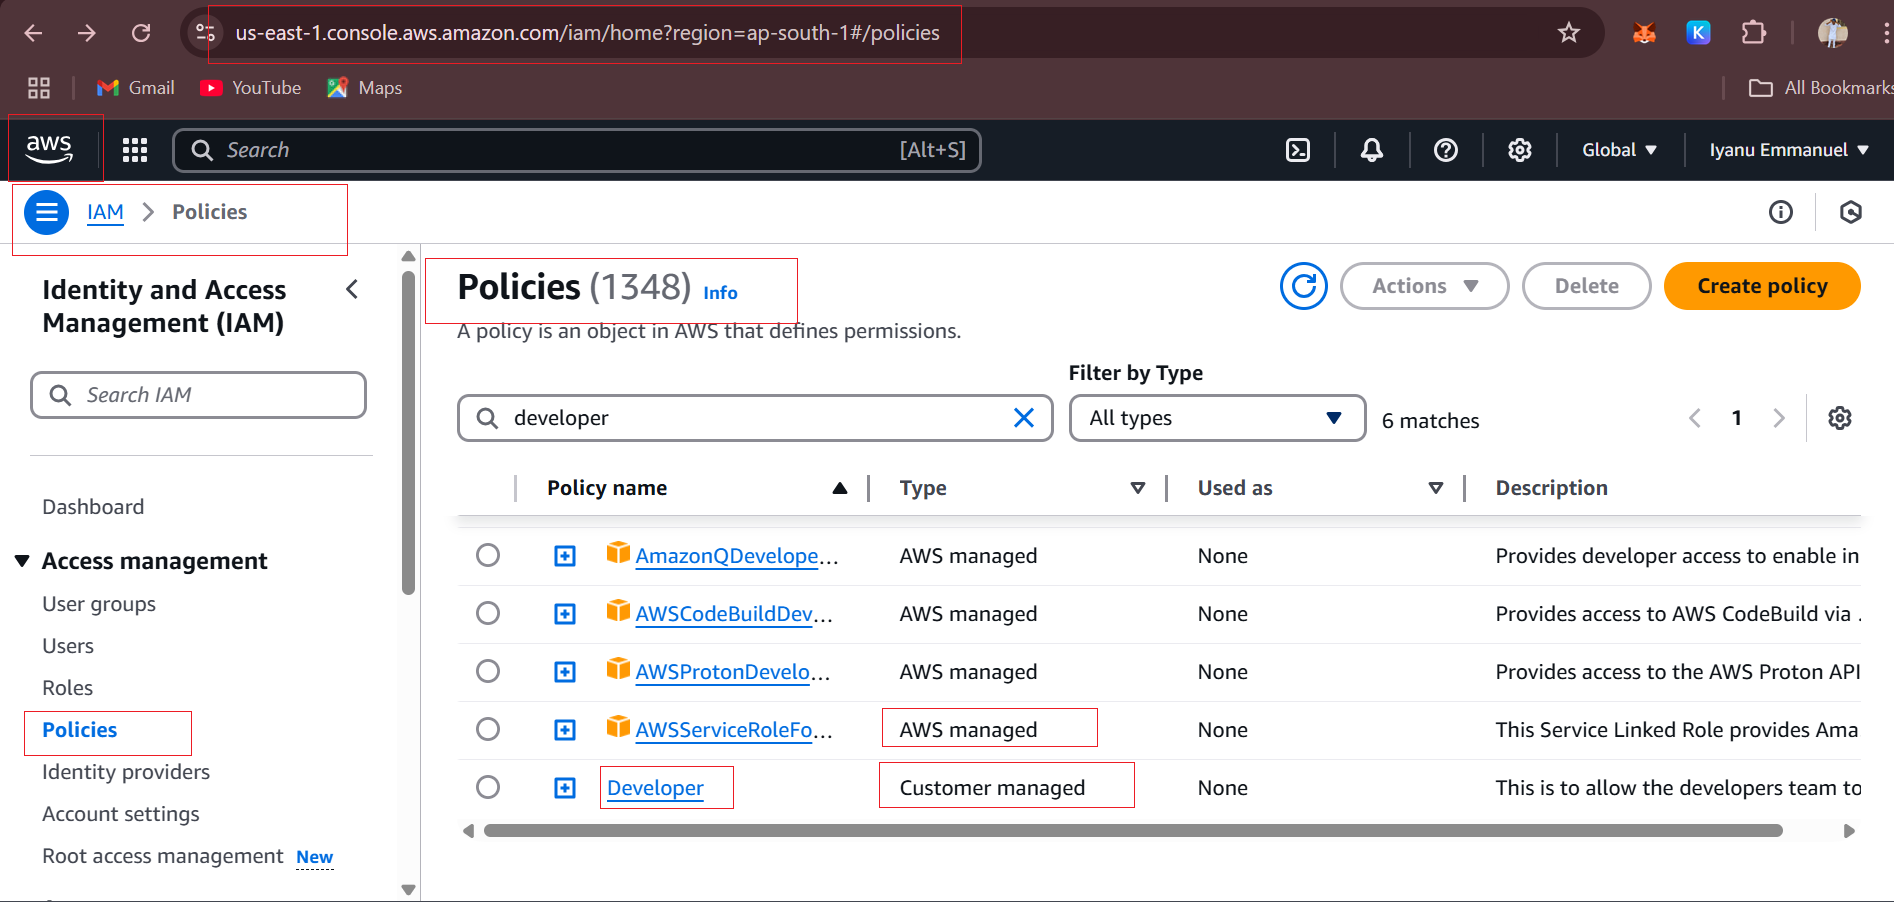 us-east-1.console.aws.amazon.com/iam/home?region=ap-south-1#/policies
K
Gmail YouTube Maps All Bookmarks
aws Search [Alt+S] Global Iyanu Emmanuel
IAM > Policies
Identity and Access
Management (IAM)
Search IAM
Dashboard
Access management
User groups
Users
Roles
Policies
Identity providers
Account settings
Root access management New
Policies (1348) Info
Actions Delete Create policy
A policy is an object in AWS that defines permissions.
Filter by Type
developer All types 6 matches 1
Policy name Type Used as Description
AmazonQDevelope... AWS managed None Provides developer access to enable in
AWSCodeBuildDev... AWS managed None Provides access to AWS CodeBuild via .
AWSProtonDevelo... AWS managed None Provides access to the AWS Proton API
AWSServiceRoleFo... AWS managed None This Service Linked Role provides Ama
Developer Customer managed None This is to allow the developers team to